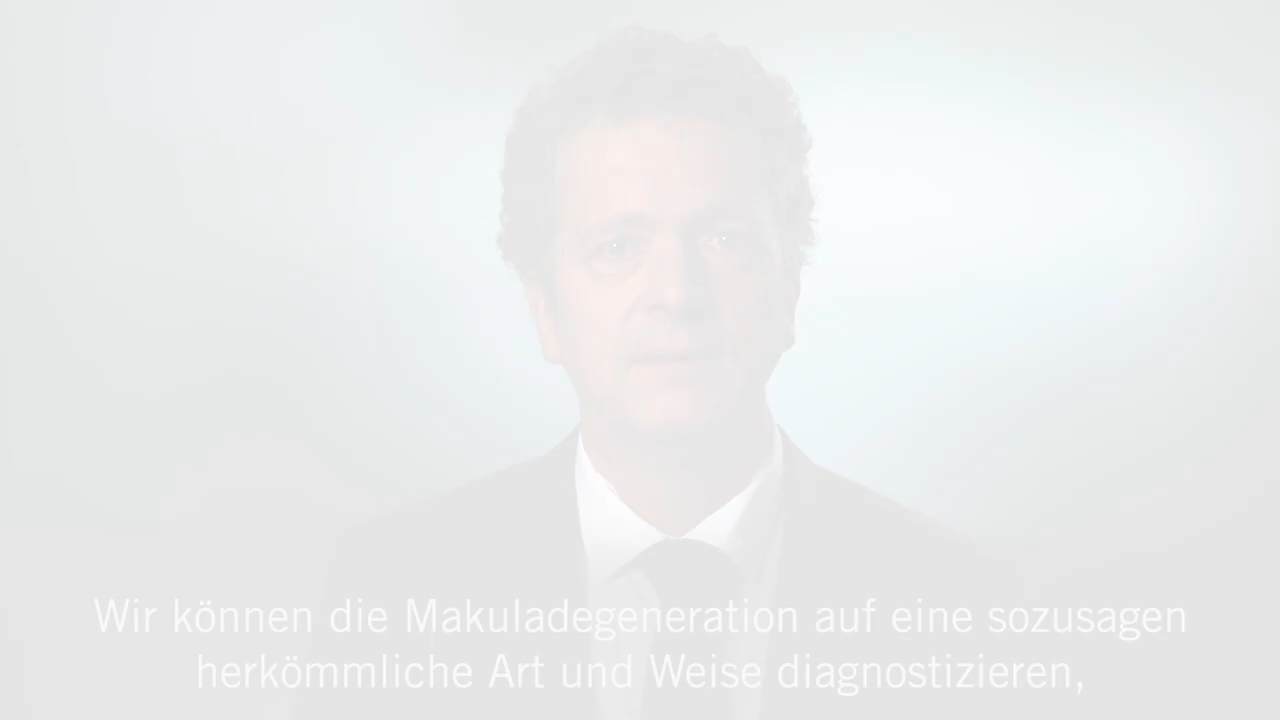 Wir können die Makuladegeneration auf eine sozusagen
herkömmliche Art und Weise diagnostizieren,